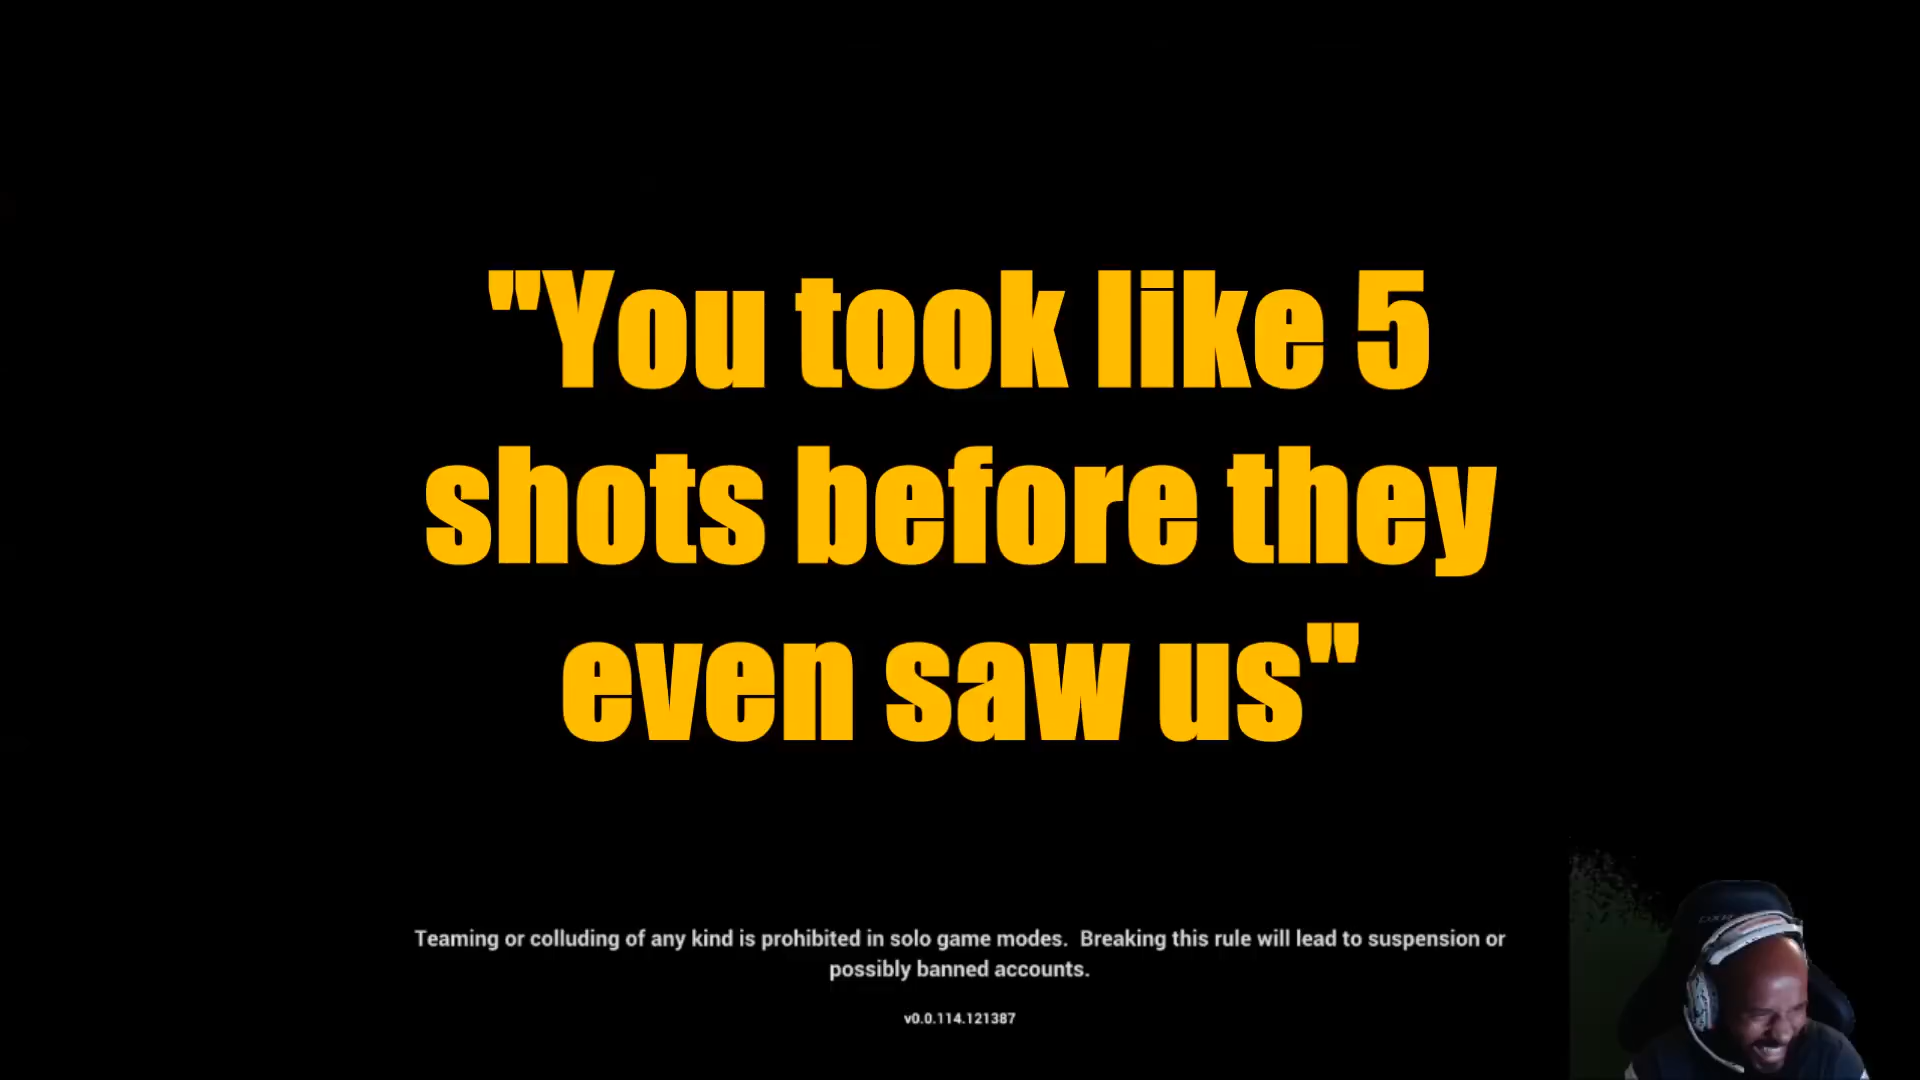 "You took like 5
shots before they
even saw us"
Teaming or colluding of any kind is prohibited in solo game modes.  Breaking this rule will lead to suspension or
possibly banned accounts.
v0.0.114.121387